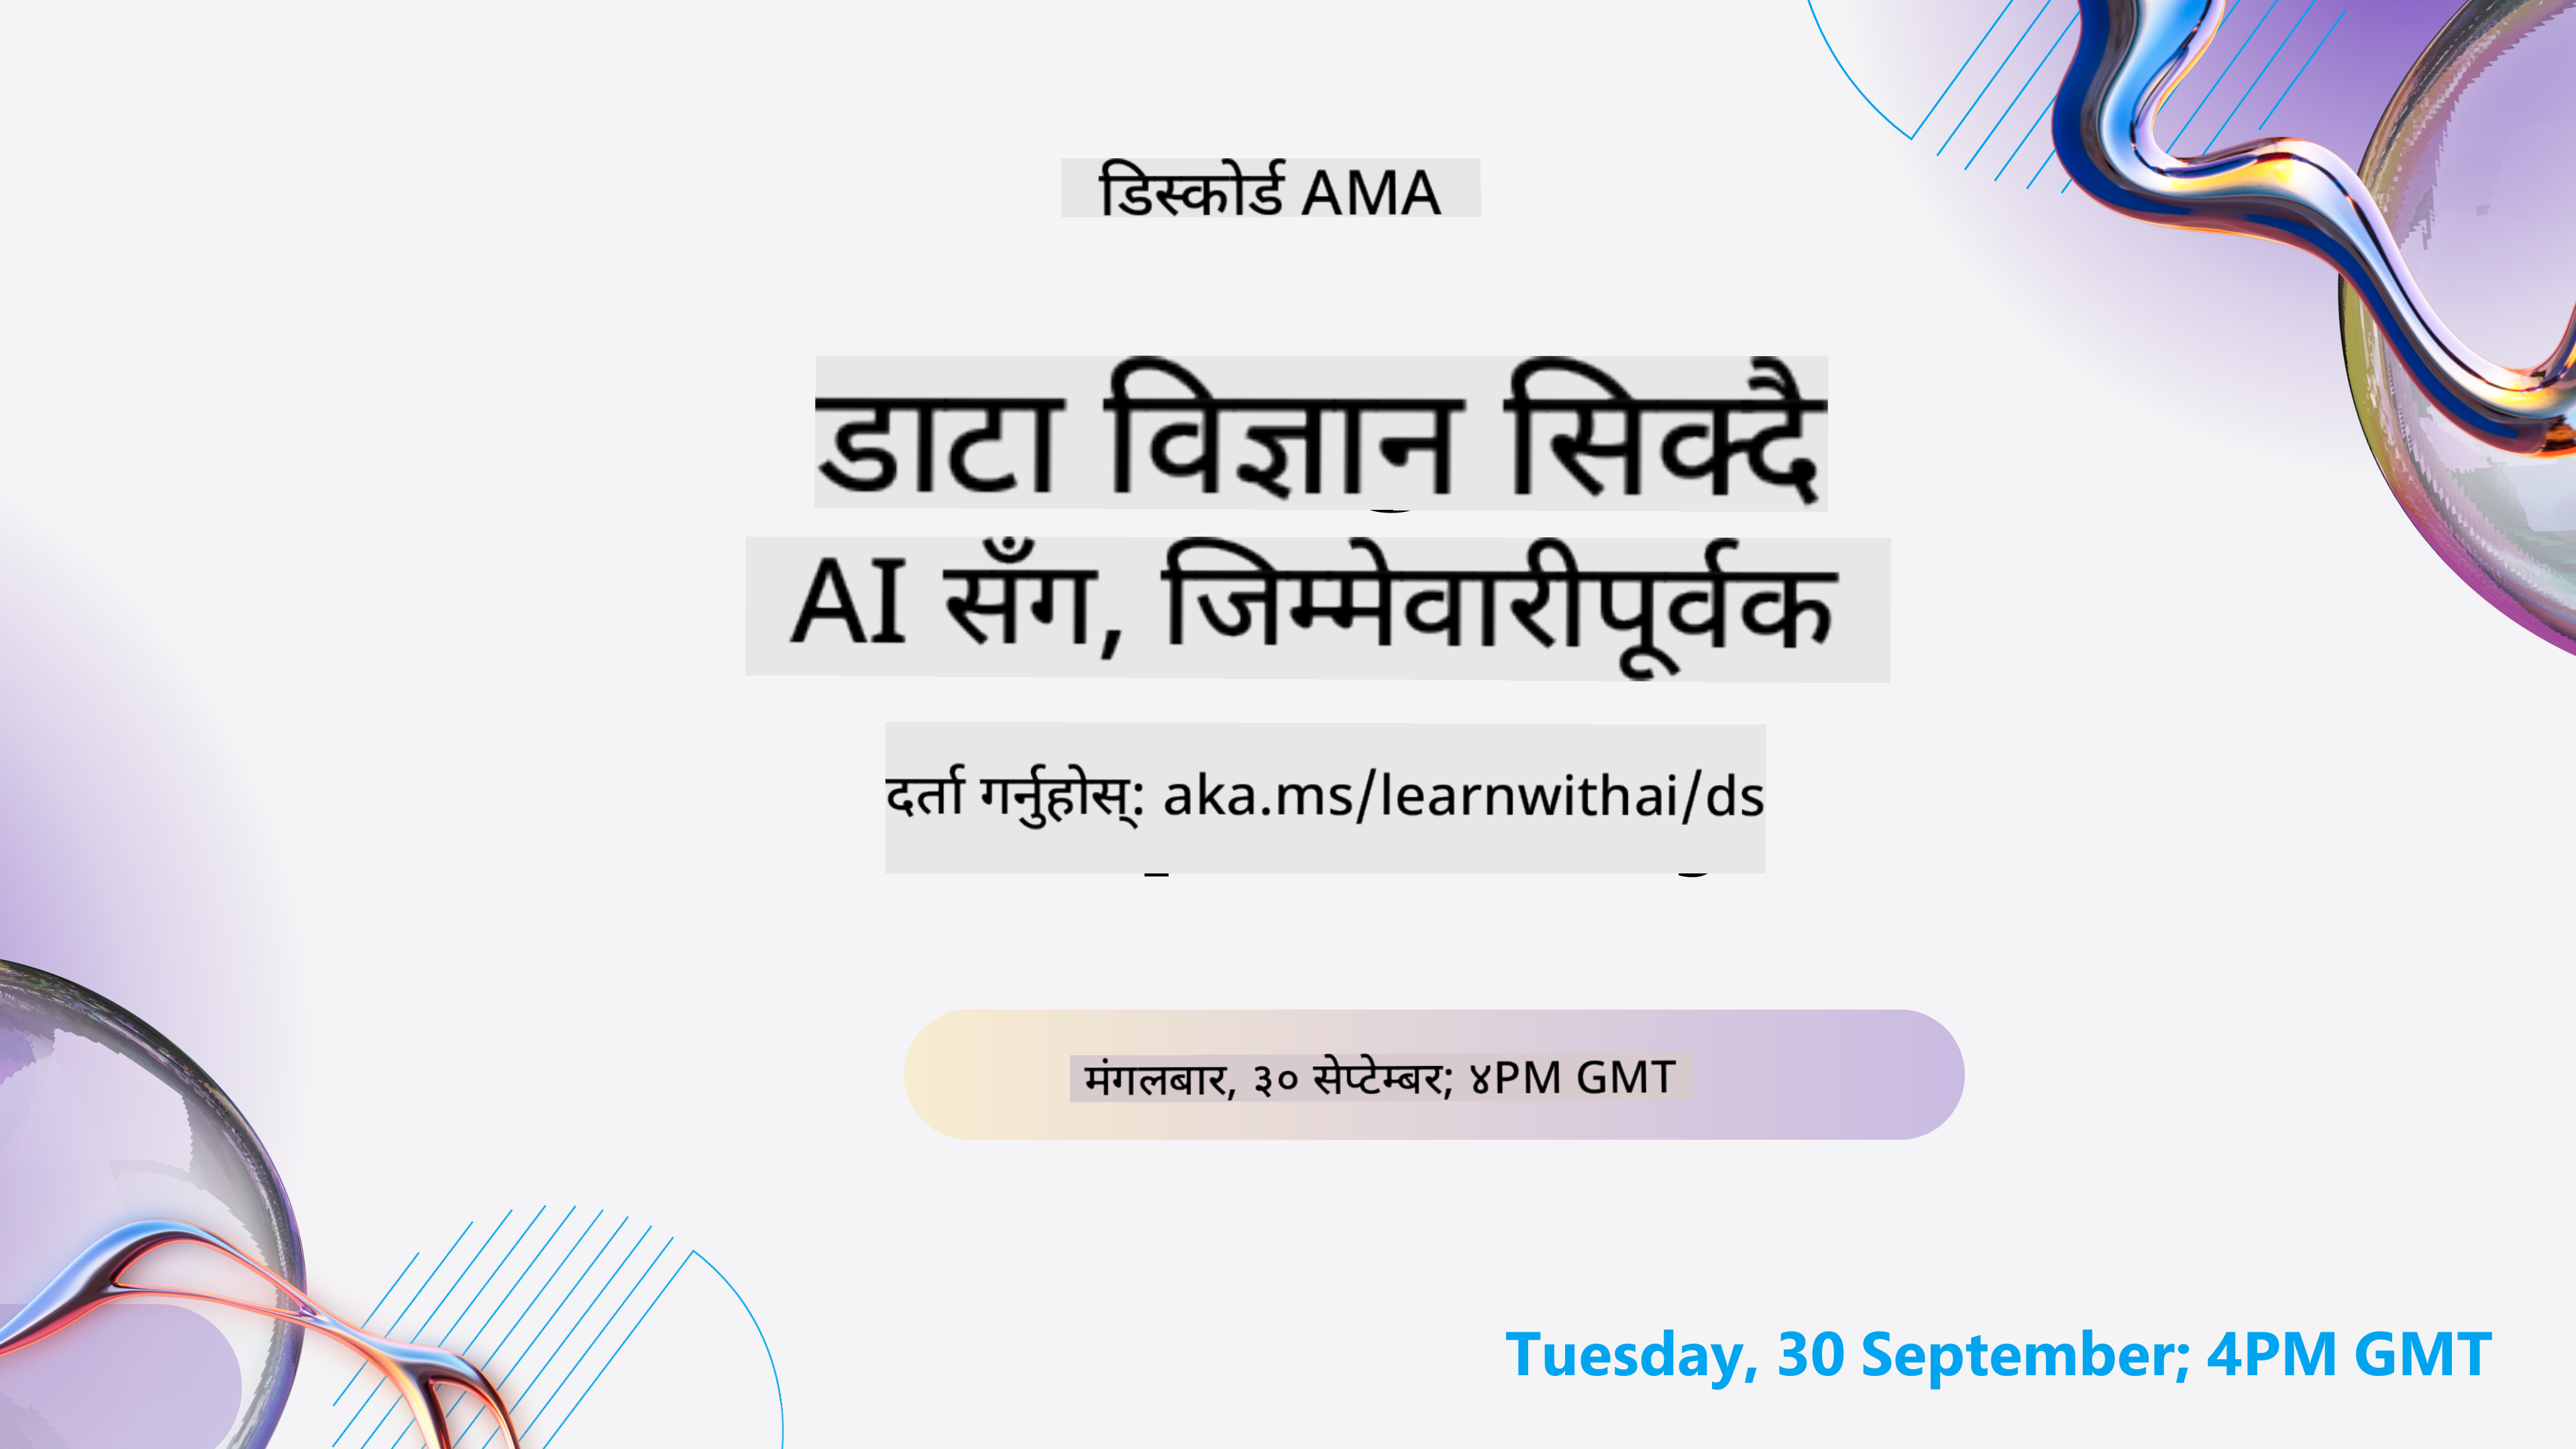 डिस्कोर्ड AMA
डाटा विज्ञान सिक्दै
AI सँग, जिम्मेवारीपूर्वक
दर्ता गर्नुहोस्: aka.ms/learnwithai/ds
मंगलबार, ३० सेप्टेम्बर; ४PM GMT
Tuesday, 30 September; 4PM GMT